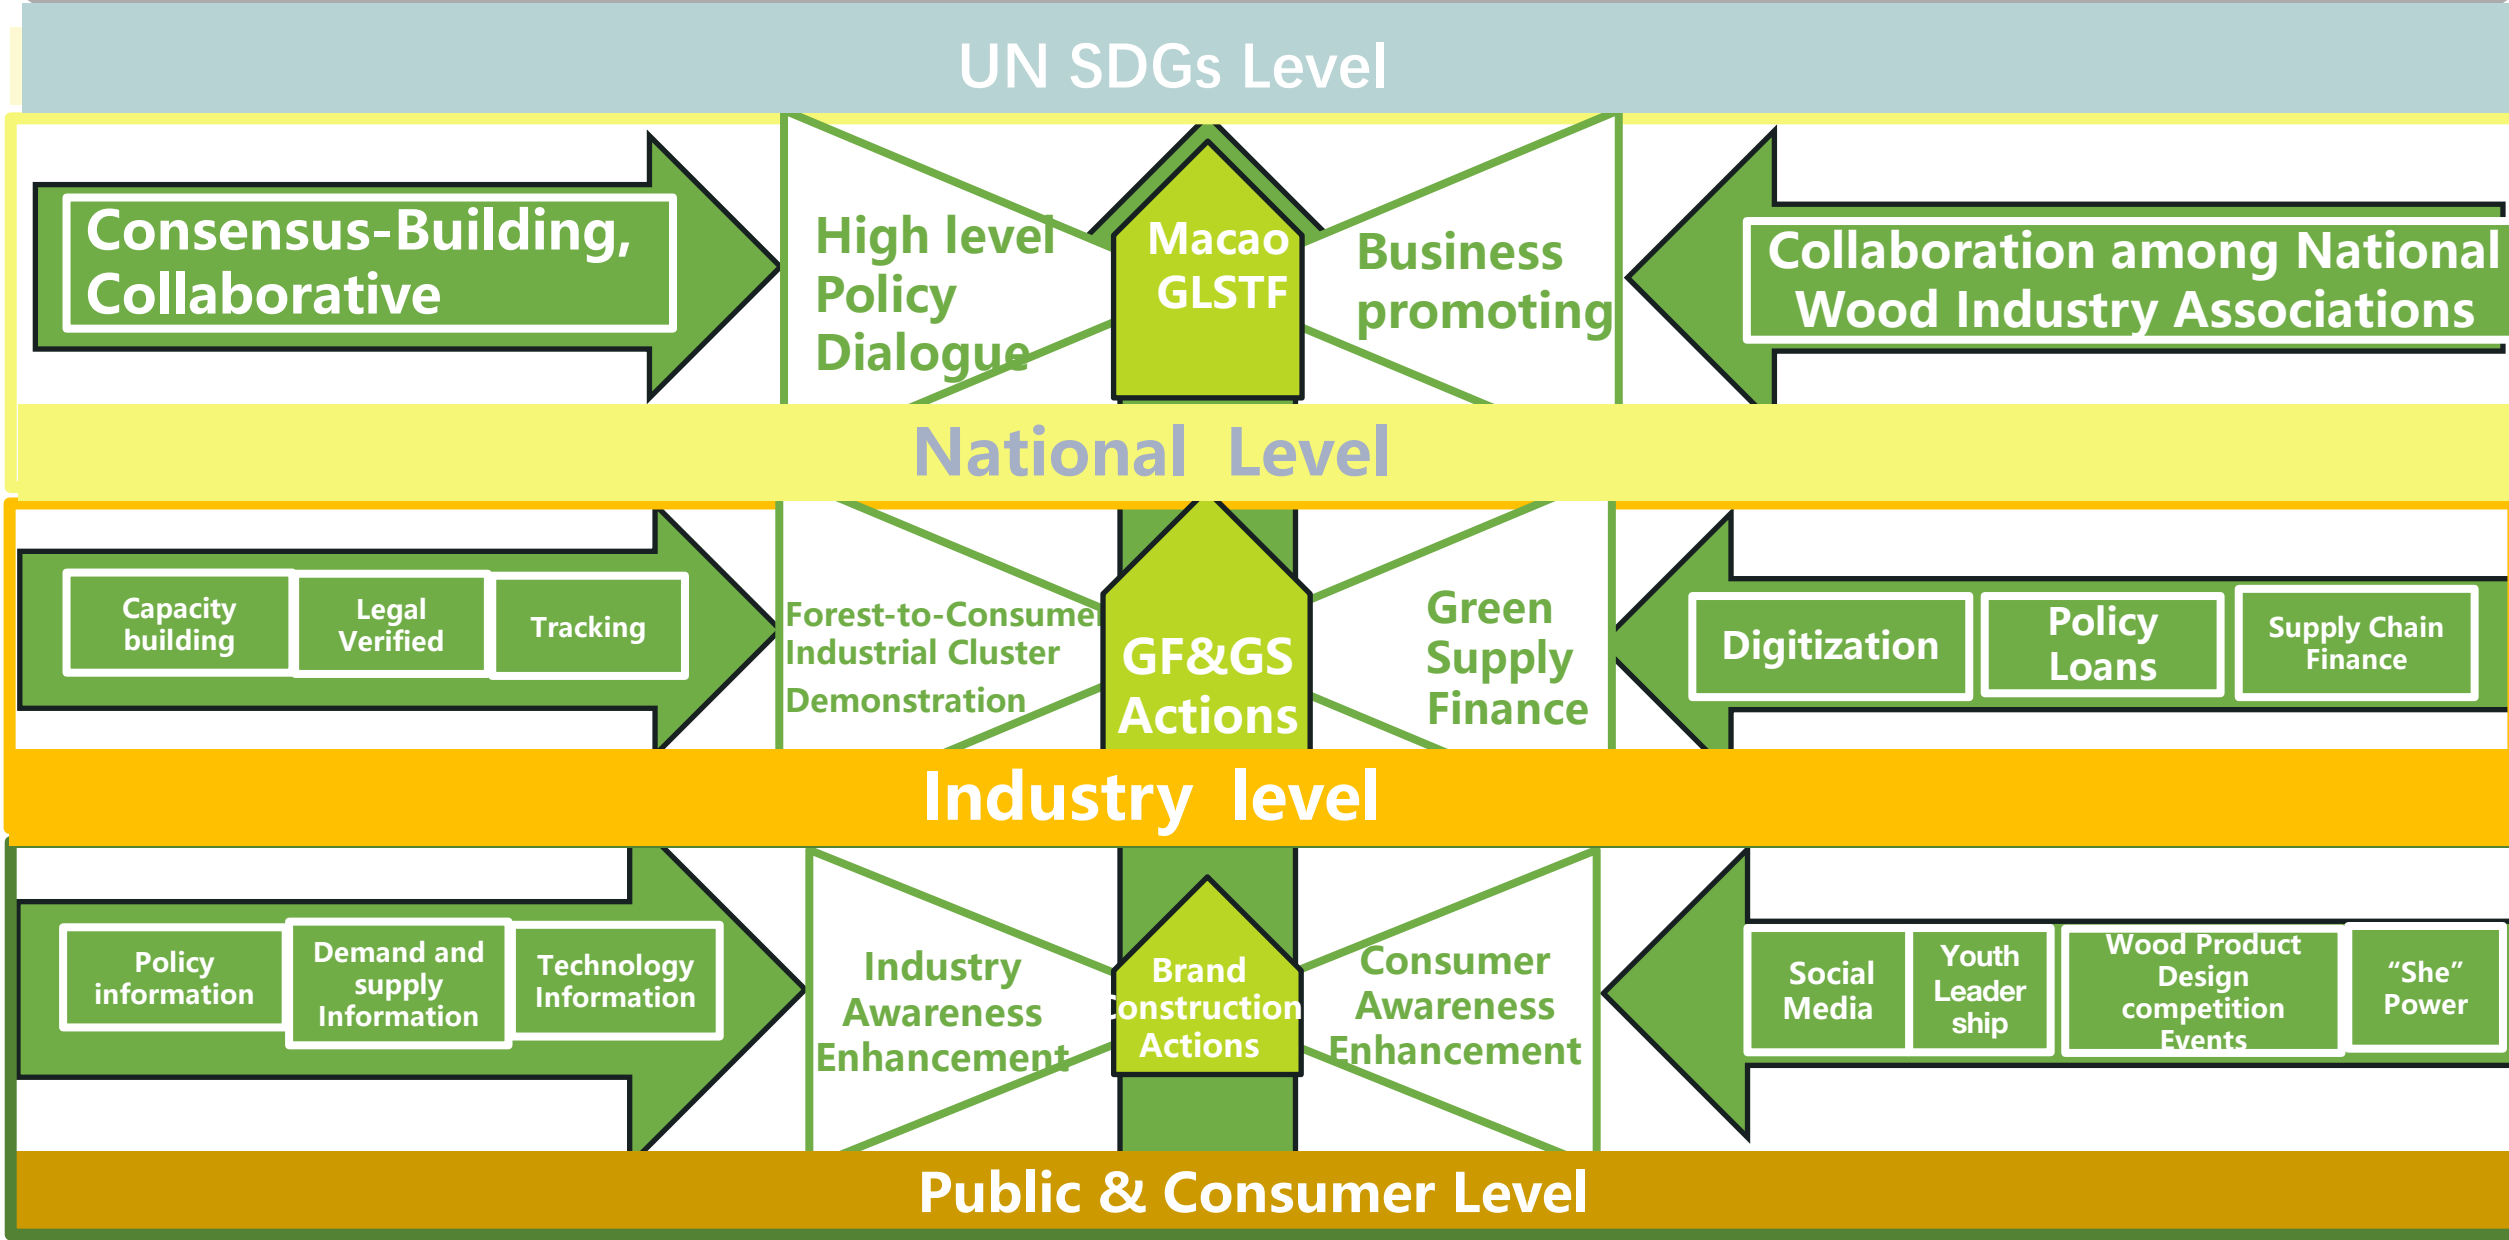 UN SDGs Level
Consensus-Building,
Collaborative
High level
Policy
Dialogue
Macao
GLSTF
Business
promoting
Collaboration among National
Wood Industry Associations
National Level
Capacity
building
Legal
Verified
Tracking
Forest-to-Consumer
Industrial Cluster
Demonstration
GF&GS
Actions
Green
Supply
Finance
Digitization
Policy
Loans
Supply Chain
Finance
Industry level
Policy
information
Demand and
supply
Information
Technology
Information
Industry
Awareness
Enhancement
Brand
Construction
Actions
Consumer
Awareness
Enhancement
Social
Media
Youth
Leader
ship
Wood Product
Design
competition
Events
“She”
Power
Public & Consumer Level